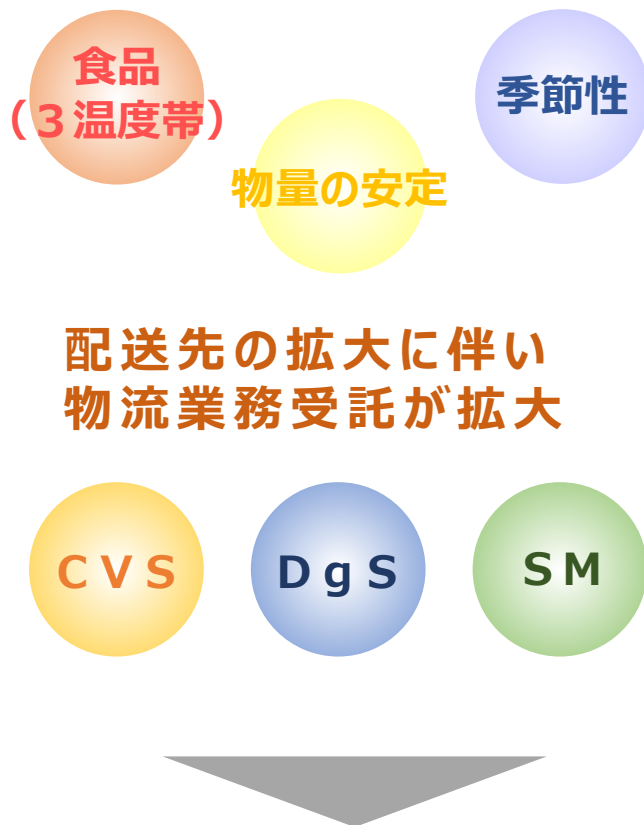 食品
(３温度帯)
季節性
物量の安定
配送先の拡大に伴い
物流業務受託が拡大
ＣＶＳ
ＤｇＳ
ＳＭ